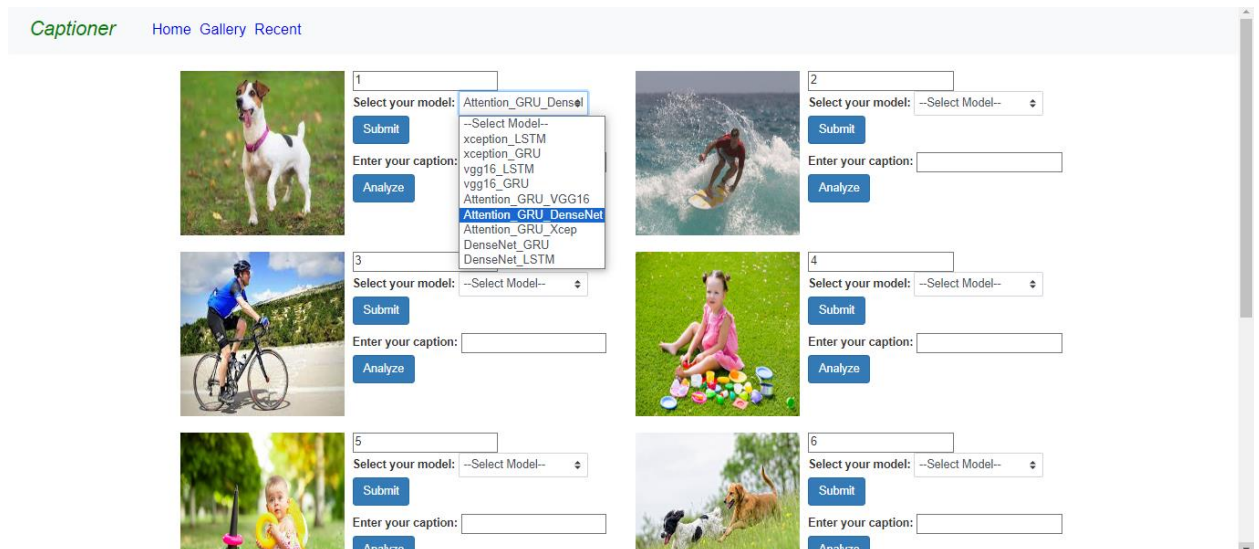 Captioner Home Gallery Recent
1
Select your model: Attention_GRU_Densel
Submit
Enter your caption:
Analyze
--Select Model--
xception_LSTM
xception_GRU
vgg16_LSTM
vgg16_GRU
Attention_GRU_VGG16
Attention_GRU_DenseNet
Attention_GRU_Xcep
DenseNet_GRU
DenseNet_LSTM
2
Select your model: --Select Model--
Submit
Enter your caption:
Analyze
3
Select your model: --Select Model--
Submit
Enter your caption:
Analyze
4
Select your model: --Select Model--
Submit
Enter your caption:
Analyze
5
Select your model: --Select Model--
Submit
Enter your caption:
Analyze
6
Select your model: --Select Model--
Submit
Enter your caption:
Analyze